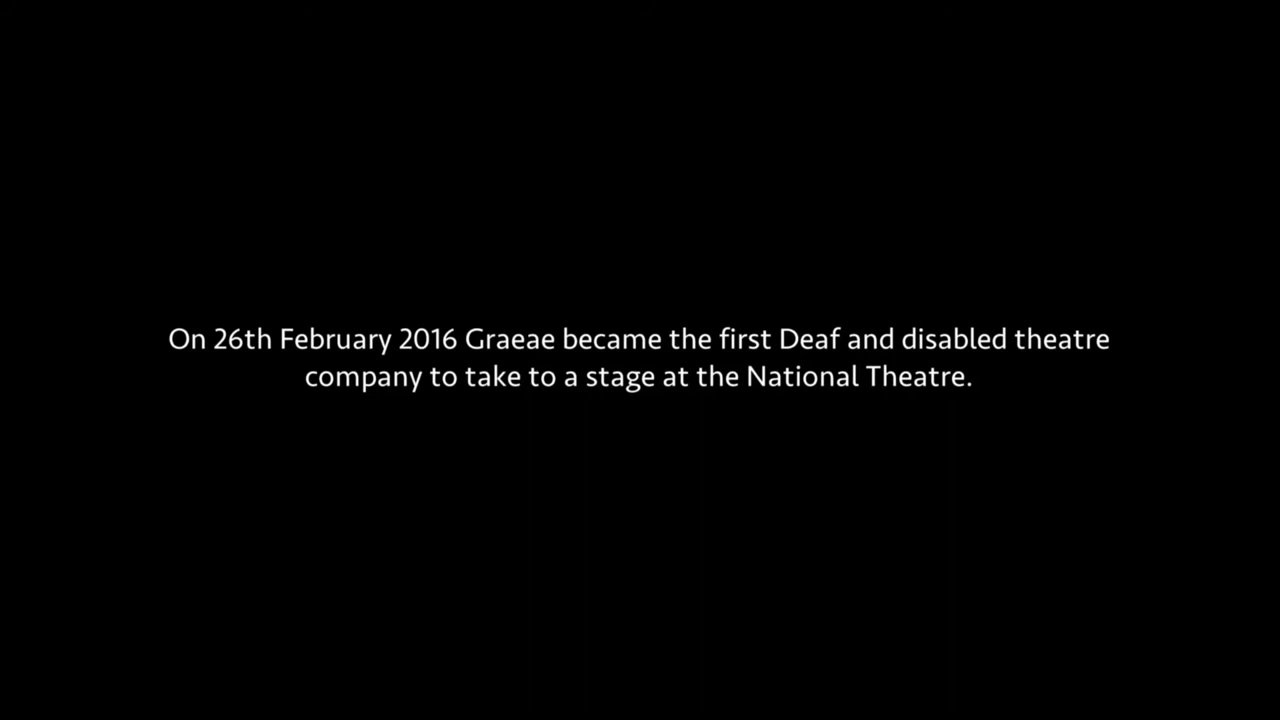 On 26th February 2016 Graeae became the first Deaf and disabled theatre
company to take to a stage at the National Theatre.